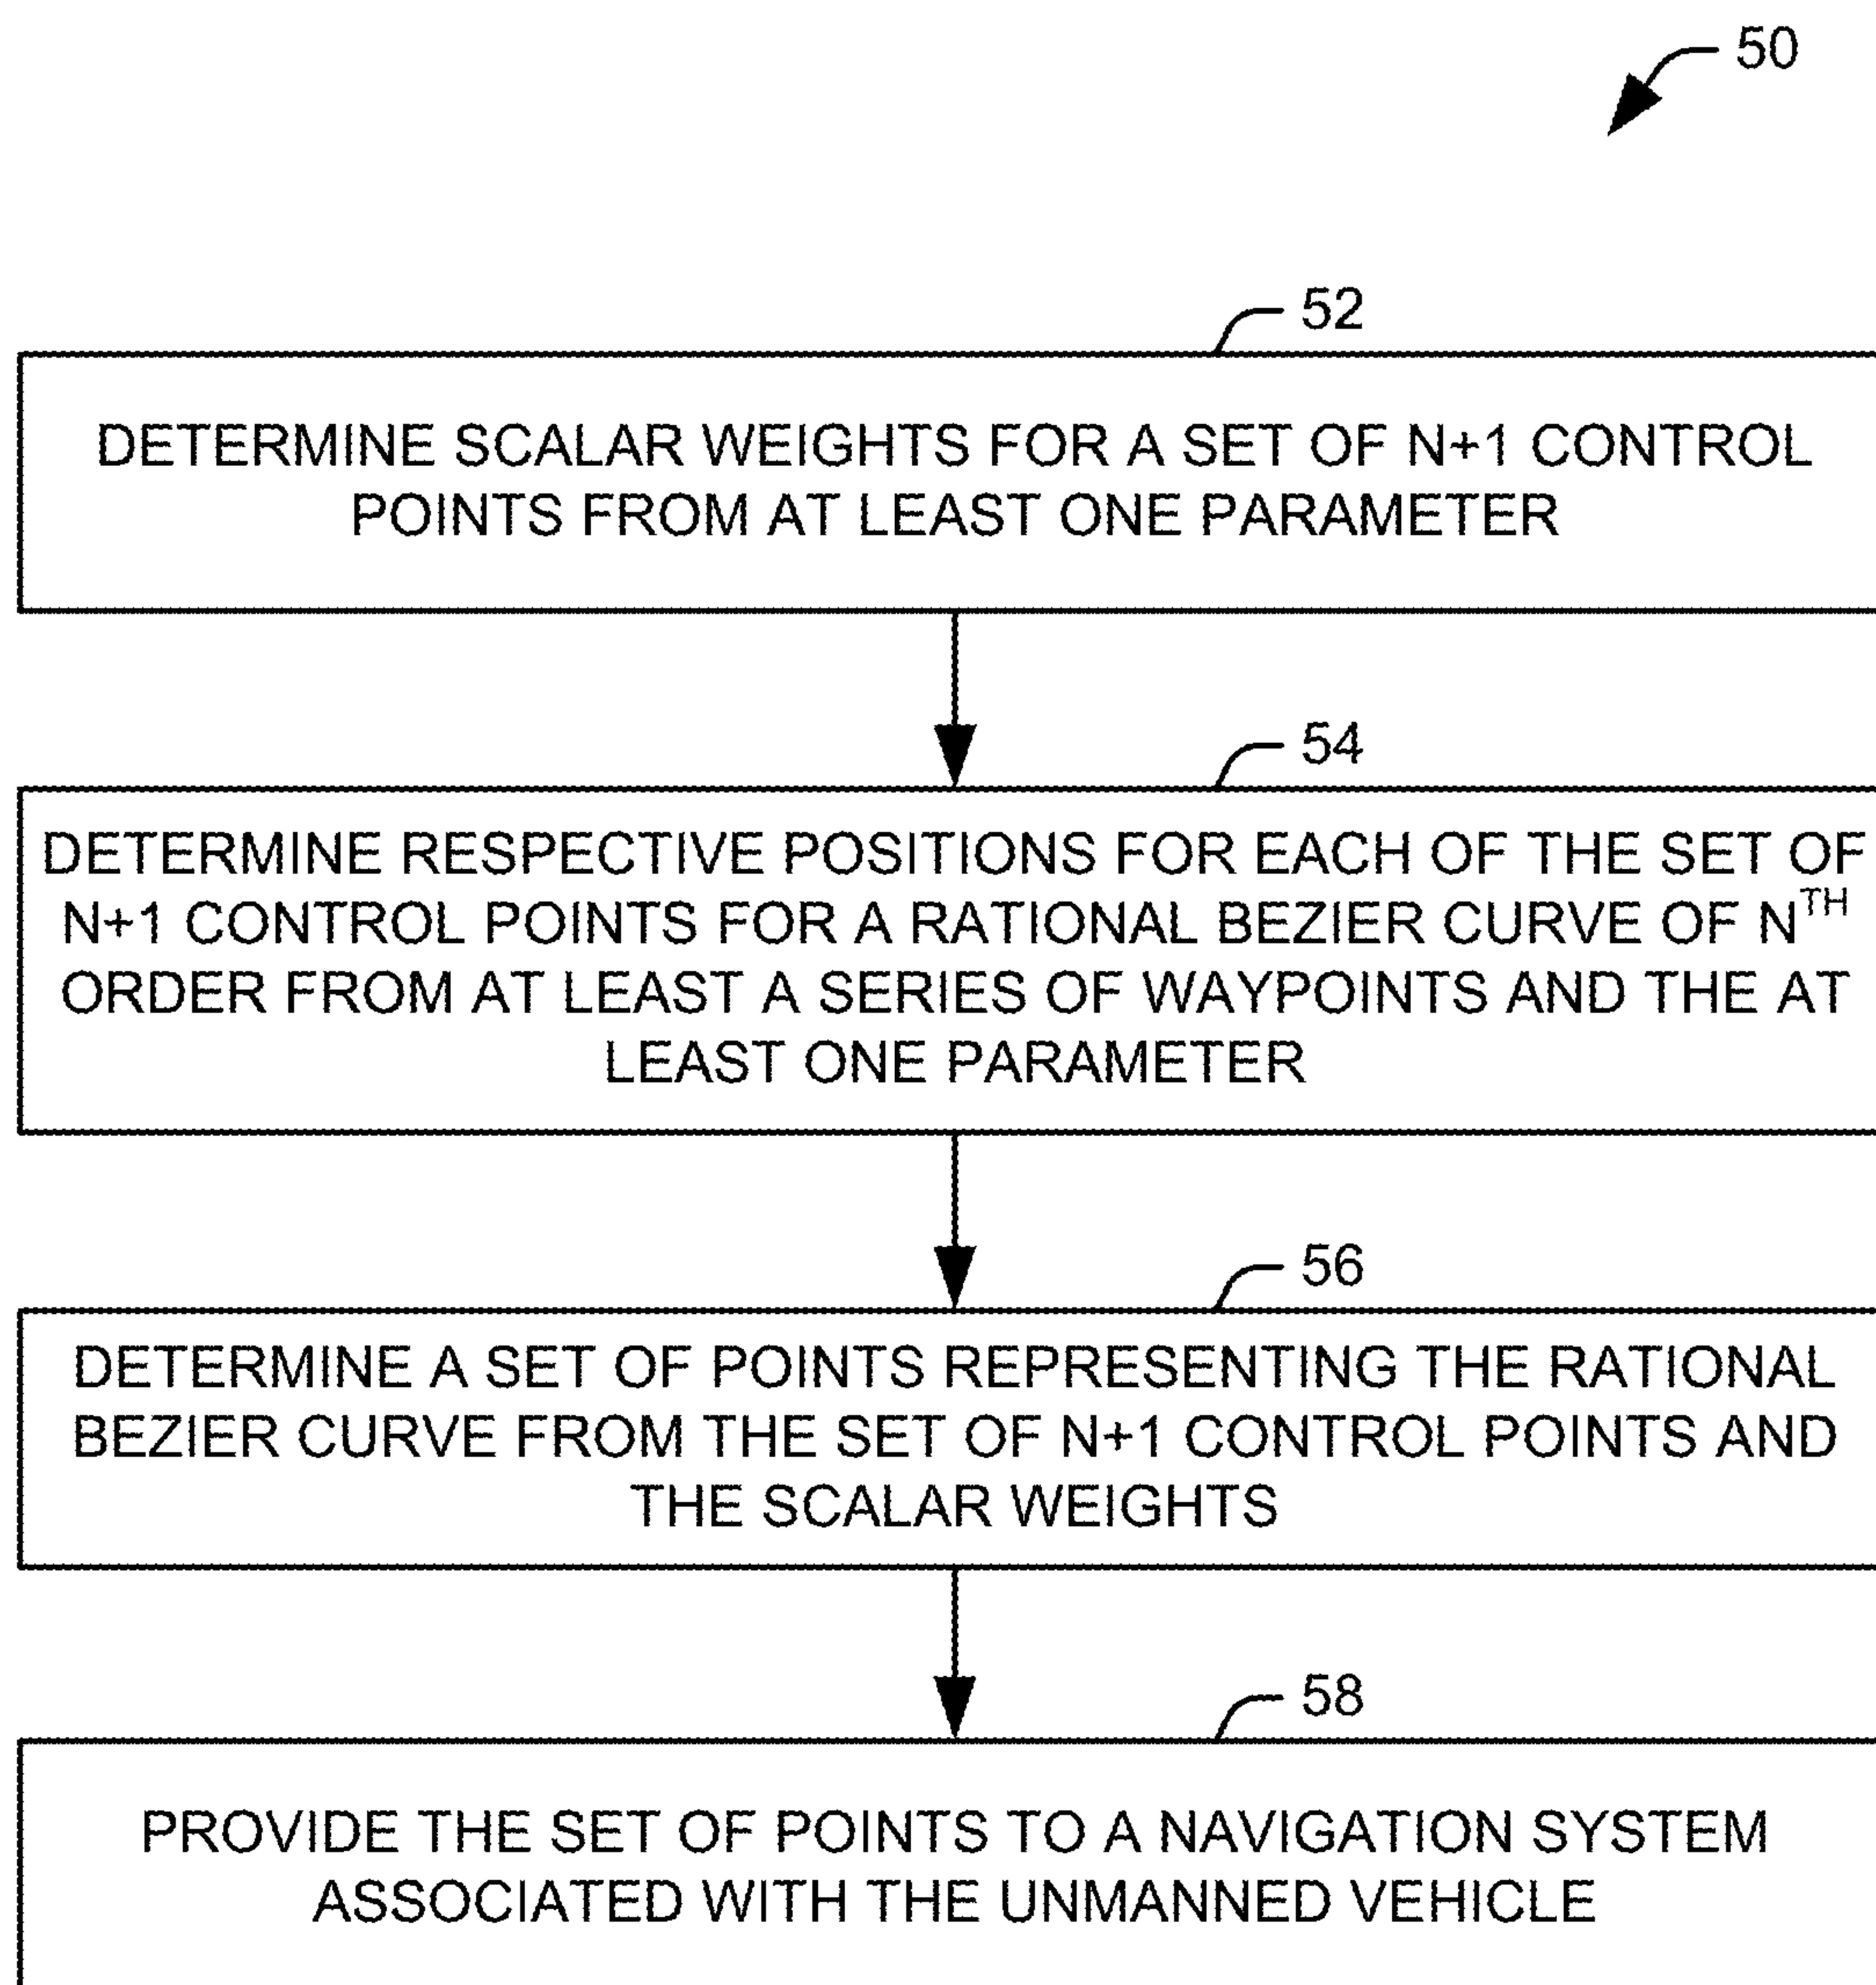 50
52
DETERMINE SCALAR WEIGHTS FOR A SET OF N+1 CONTROL
POINTS FROM AT LEAST ONE PARAMETER
54
DETERMINE RESPECTIVE POSITIONS FOR EACH OF THE SET OF
N+1 CONTROL POINTS FOR A RATIONAL BEZIER CURVE OF N^TH
ORDER FROM AT LEAST A SERIES OF WAYPOINTS AND THE AT
LEAST ONE PARAMETER
56
DETERMINE A SET OF POINTS REPRESENTING THE RATIONAL
BEZIER CURVE FROM THE SET OF N+1 CONTROL POINTS AND
THE SCALAR WEIGHTS
58
PROVIDE THE SET OF POINTS TO A NAVIGATION SYSTEM
ASSOCIATED WITH THE UNMANNED VEHICLE